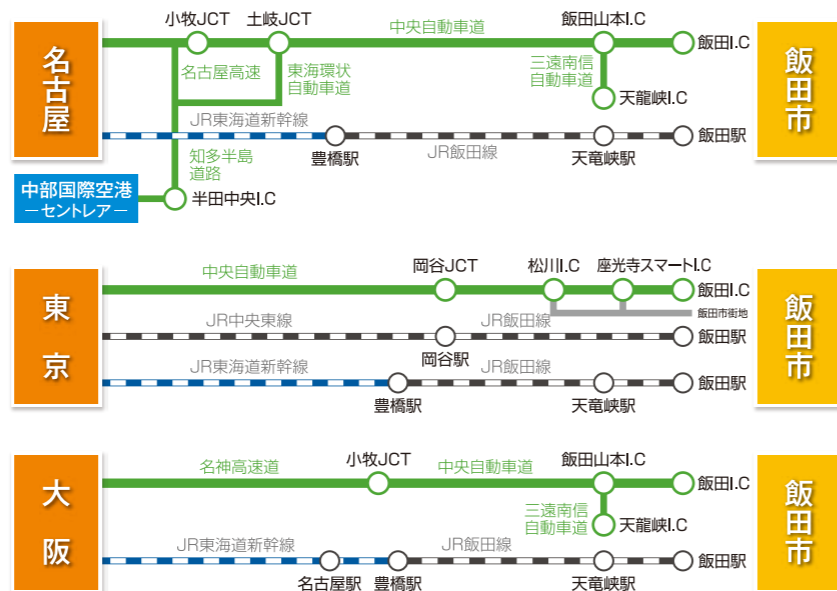 小牧JCT
土岐JCT
中央自動車道
飯田山本I.C
名古屋
飯田I.C
飯田市
名古屋高速
東海環状
自動車道
三遠南信
自動車道
天龍峡I.C
JR東海道新幹線
豊橋駅
JR飯田線
天竜峡駅
飯田駅
知多半島
道路
中部国際空港
−セントレア−
半田中央I.C
中央自動車道
岡谷JCT
松川I.C
座光寺スマートI.C
東京
飯田I.C
飯田市
飯田市街地
JR中央東線
岡谷駅
JR飯田線
飯田駅
JR東海道新幹線
豊橋駅
JR飯田線
天竜峡駅
飯田駅
名神高速道
小牧JCT
中央自動車道
飯田山本I.C
大阪
飯田I.C
飯田市
三遠南信
自動車道
天龍峡I.C
JR東海道新幹線
名古屋駅
豊橋駅
JR飯田線
天竜峡駅
飯田駅